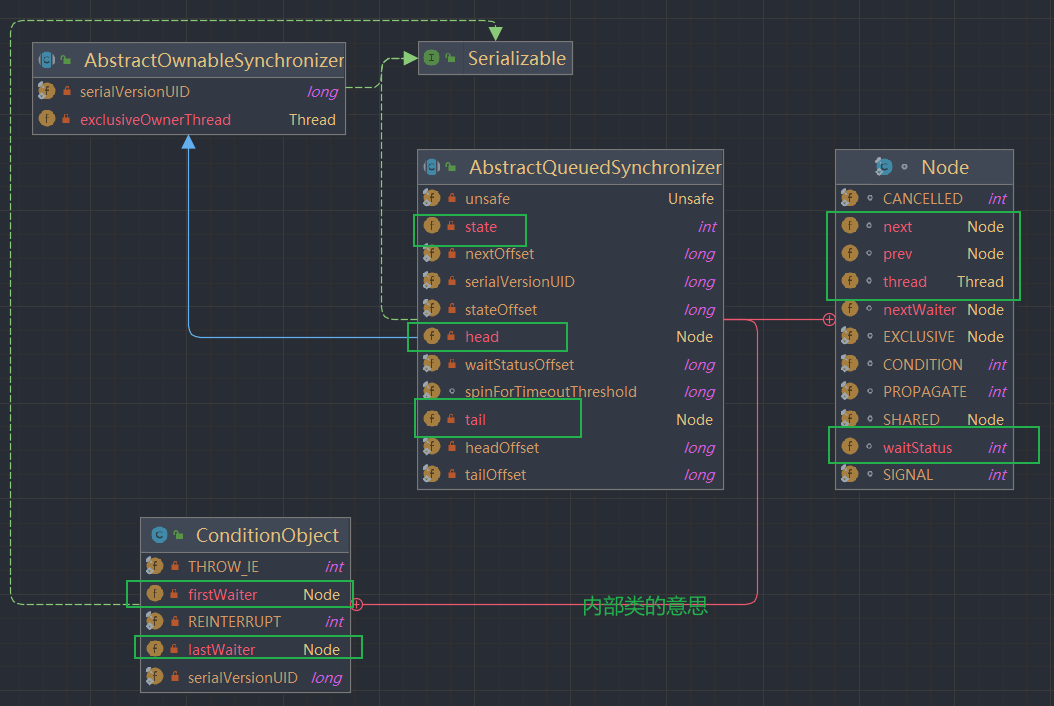 AbstractOwnableSynchronizer
serialVersionUID long
exclusiveOwnerThread Thread
Serializable
AbstractQueuedSynchronizer
unsafe Unsafe
state int
nextOffset long
serialVersionUID long
stateOffset long
head Node
waitStatusOffset long
spinForTimeoutThreshold long
tail Node
headOffset long
tailOffset long
Node
CANCELLED int
next Node
prev Node
thread Thread
nextWaiter Node
EXCLUSIVE Node
CONDITION int
PROPAGATE int
SHARED Node
waitStatus int
SIGNAL int
ConditionObject
THROW_IE int
firstWaiter Node
REINTERRUPT int
lastWaiter Node
serialVersionUID long
内部类的意思